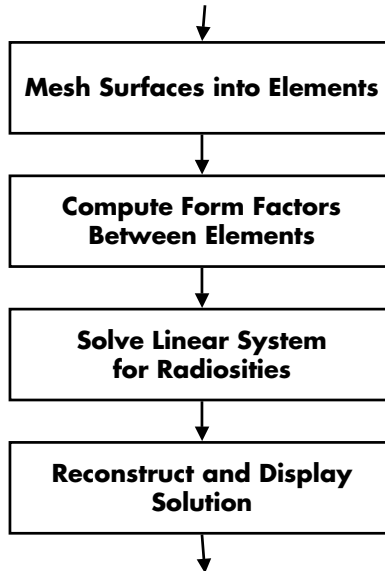 Mesh Surfaces into Elements
Compute Form Factors
Between Elements
Solve Linear System
for Radiosities
Reconstruct and Display
Solution